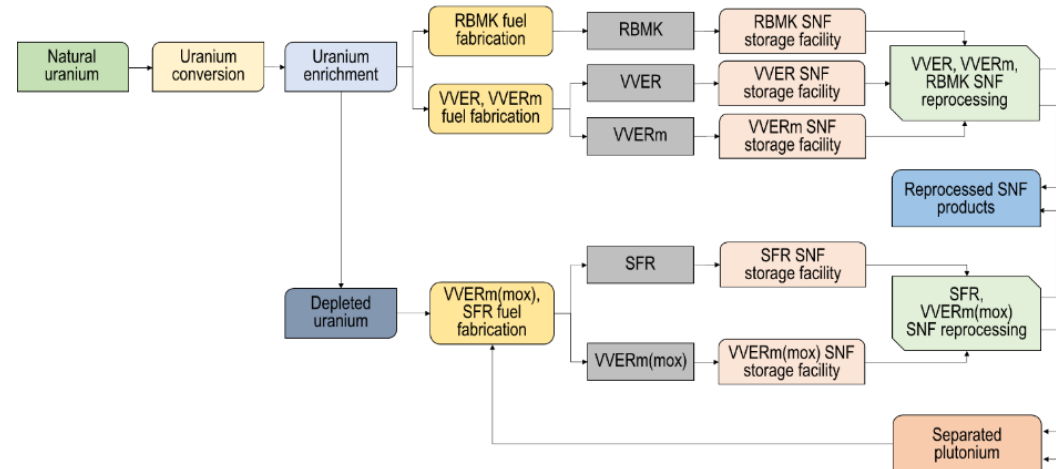 Natural
uranium
Uranium
conversion
Uranium
enrichment
RBMK fuel
fabrication
RBMK
RBMK SNF
storage facility
VVER, VVERm
fuel fabrication
VVER
VVER SNF
storage facility
VVERm
VVERm SNF
storage facility
VVER, VVERm,
RBMK SNF
reprocessing
Reprocessed SNF
products
Depleted
uranium
VVERm(mox),
SFR fuel
fabrication
SFR
SFR SNF
storage facility
VVERm(mox)
VVERm(mox) SNF
storage facility
SFR,
VVERm(mox)
SNF reprocessing
Separated
plutonium